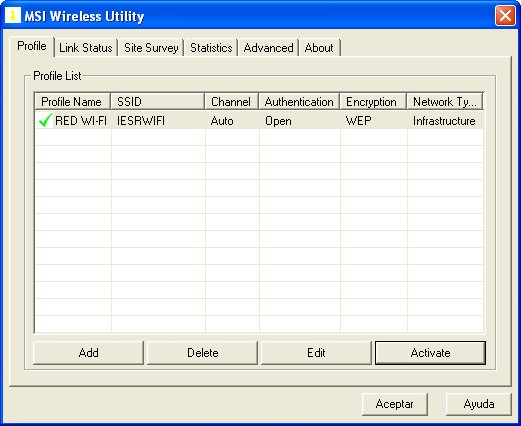 MSI Wireless Utility
Profile Link Status Site Survey Statistics Advanced About
Profile List
Profile Name SSID Channel Authentication Encryption Network Ty...
RED WI-FI IESRWIFI Auto Open WEP Infrastructure
Add Delete Edit Activate
Aceptar Ayuda